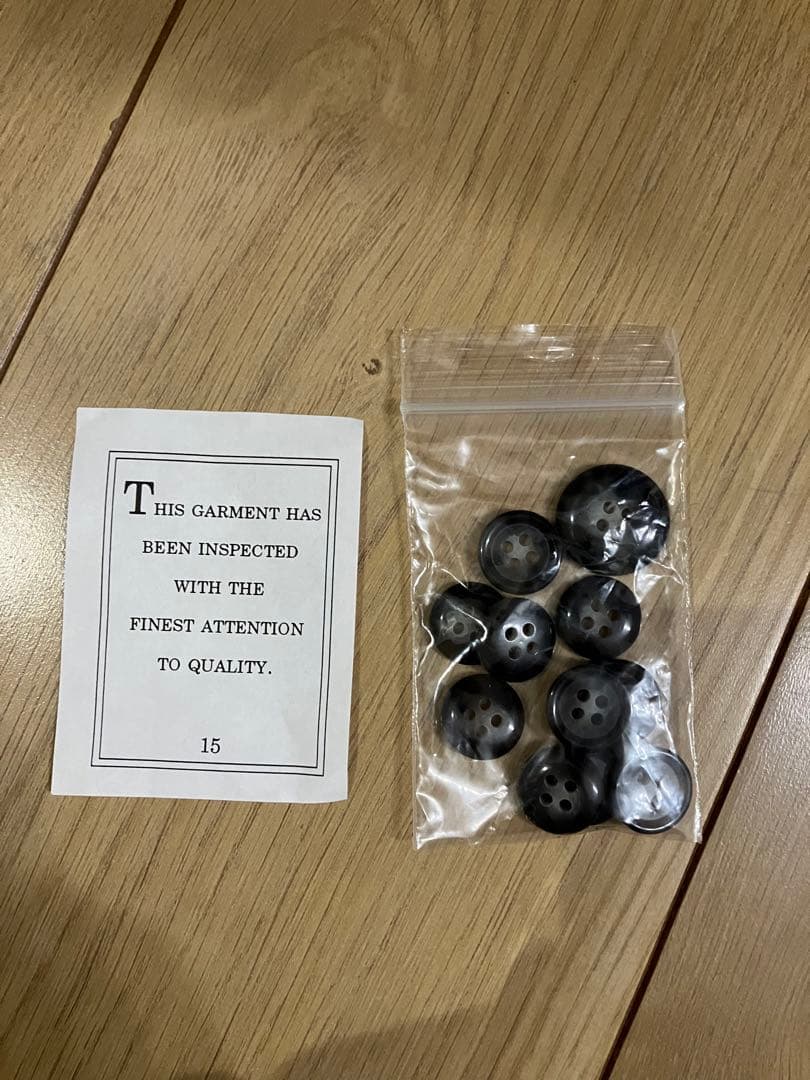 THIS GARMENT HAS
BEEN INSPECTED
WITH THE
FINEST ATTENTION
TO QUALITY.
15